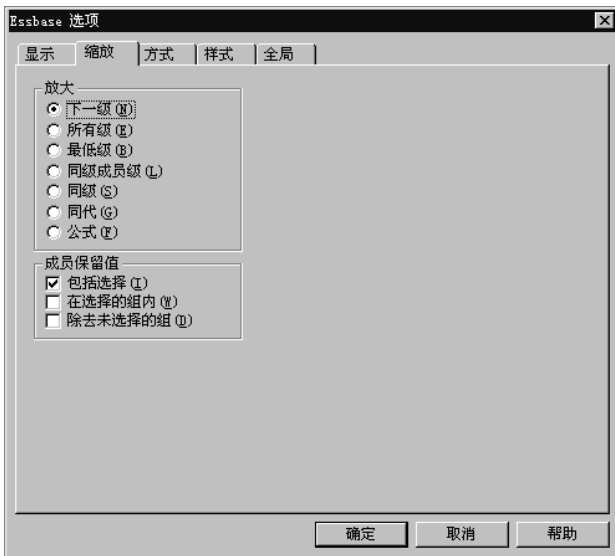 Essbase 选项
显示 缩放 方式 样式 全局
放大
下一级(N)
所有级(E)
最低级(B)
同级成员级(L)
同级(S)
同代(G)
公式(F)
成员保留值
包括选择(I)
在选择的组内(W)
除去未选择的组(D)
确定 取消 帮助